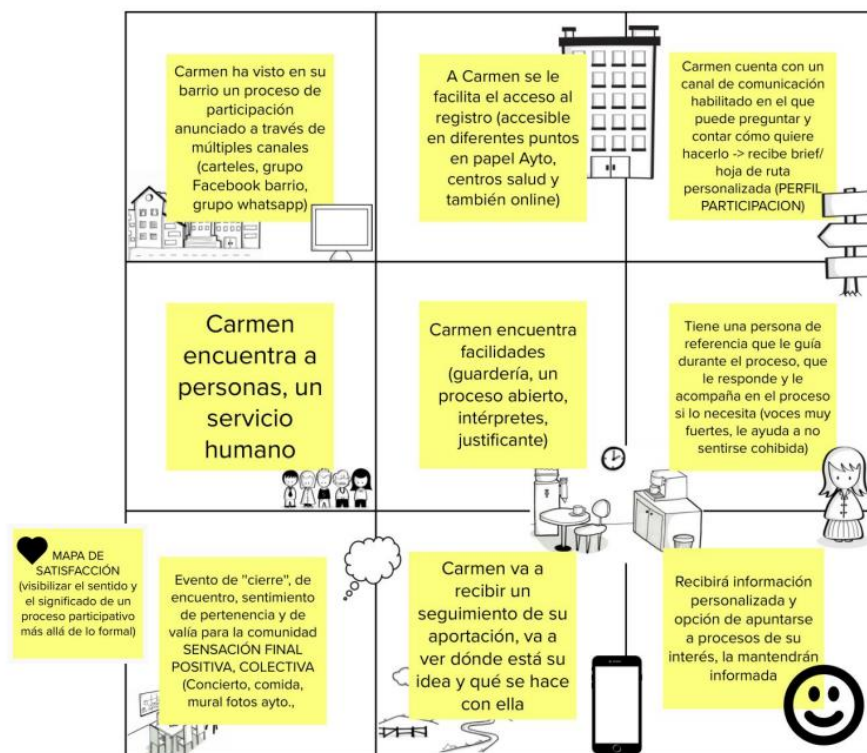 Carmen ha visto en su
barrio un proceso de
participación
anunciado a través de
múltiples canales
(carteles, grupo
Facebook barrio,
grupo whatsapp)
A Carmen se le
facilita el acceso al
registro (accesible
en diferentes puntos
en papel Ayto,
centros salud y
también online)
Carmen cuenta con un
canal de comunicación
habilitado en el que
puede preguntar y
contar cómo quiere
hacerlo -> recibe brief/
hoja de ruta
personalizada (PERFIL
PARTICIPACION)
Carmen
encuentra a
personas, un
servicio
humano
Carmen encuentra
facilidades
(guardería, un
proceso abierto,
intérpretes,
justificante)
Tiene una persona de
referencia que le guía
durante el proceso, que
le responde y le
acompaña en el proceso
si lo necesita (voces muy
fuertes, le ayuda a no
sentirse cohibida)
MAPA DE
SATISFACCIÓN
(visibilizar el sentido y
el significado de un
proceso participativo
más allá de lo formal)
Evento de "cierre", de
encuentro, sentimiento
de pertenencia y de
valía para la comunidad
SENSACIÓN FINAL
POSITIVA, COLECTIVA
(Concierto, comida,
mural fotos ayto.,
Carmen va a
recibir un
seguimiento de su
aportación, va a
ver dónde está su
idea y qué se hace
con ella
Recibirá información
personalizada y
opción de apuntarse
a procesos de su
interés, la mantendrán
informada